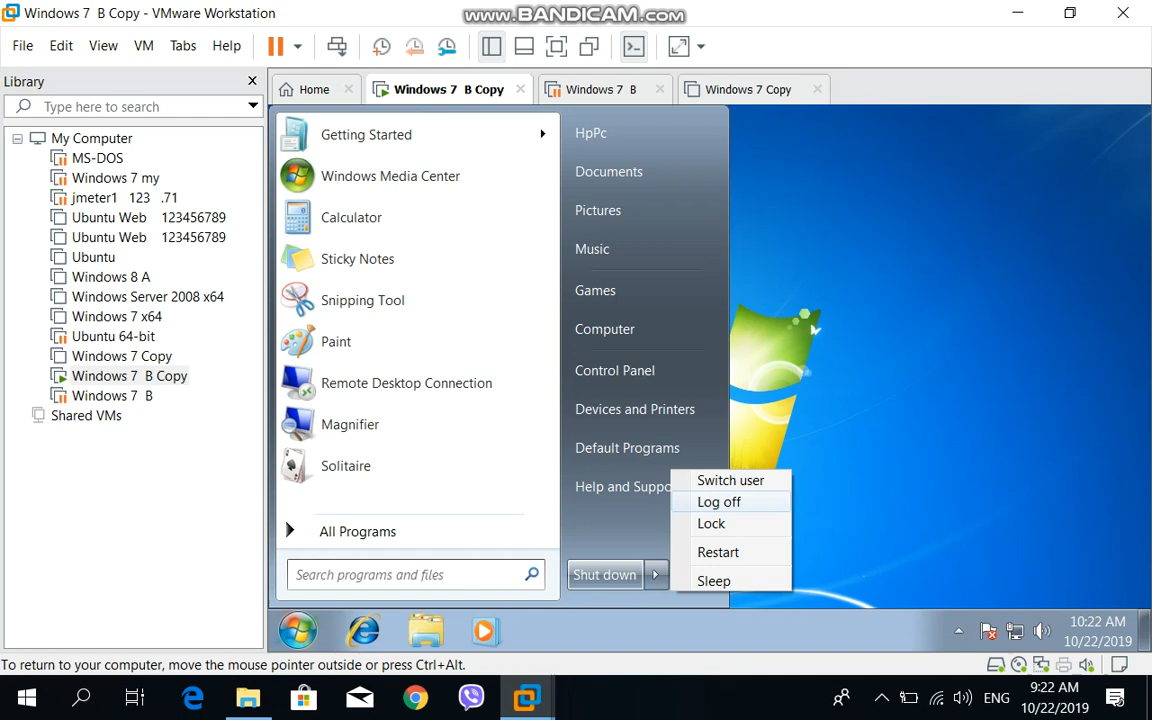 Windows 7  B Copy - VMware Workstation
www.BANDICAM.com
File Edit View VM Tabs Help
Library
Type here to search
My Computer
MS-DOS
Windows 7 my
jmeter1   123   .71
Ubuntu Web   123456789
Ubuntu Web   123456789
Ubuntu
Windows 8 A
Windows Server 2008 x64
Windows 7 x64
Ubuntu 64-bit
Windows 7 Copy
Windows 7  B Copy
Windows 7  B
Shared VMs
Home
Windows 7  B Copy
Windows 7  B
Windows 7 Copy
Getting Started
Windows Media Center
Calculator
Sticky Notes
Snipping Tool
Paint
Remote Desktop Connection
Magnifier
Solitaire
All Programs
Search programs and files
HpPc
Documents
Pictures
Music
Games
Computer
Control Panel
Devices and Printers
Default Programs
Help and Suppo
Shut down
Switch user
Log off
Lock
Restart
Sleep
10:22 AM
10/22/2019
To return to your computer, move the mouse pointer outside or press Ctrl+Alt.
ENG
9:22 AM
10/22/2019